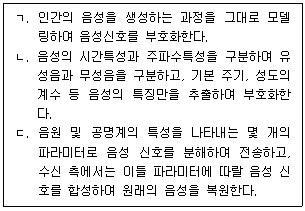 ㄱ. 인간의 음성을 생성하는 과정을 그대로 모델
링하여 음성신호를 부호화한다.
ㄴ. 음성의 시간특성과 주파수특성을 구분하여 유
성음과 무성음을 구분하고, 기본 주기, 성도의
계수 등 음성의 특징만을 추출하여 부호화한
다.
ㄷ. 음원 및 공명계의 특성을 나타내는 몇 개의
파라미터로 음성 신호를 분해하여 전송하고,
수신 측에서는 이들 파라미터에 따랄 음성 신
호를 합성하여 원래의 음성을 복원한다.